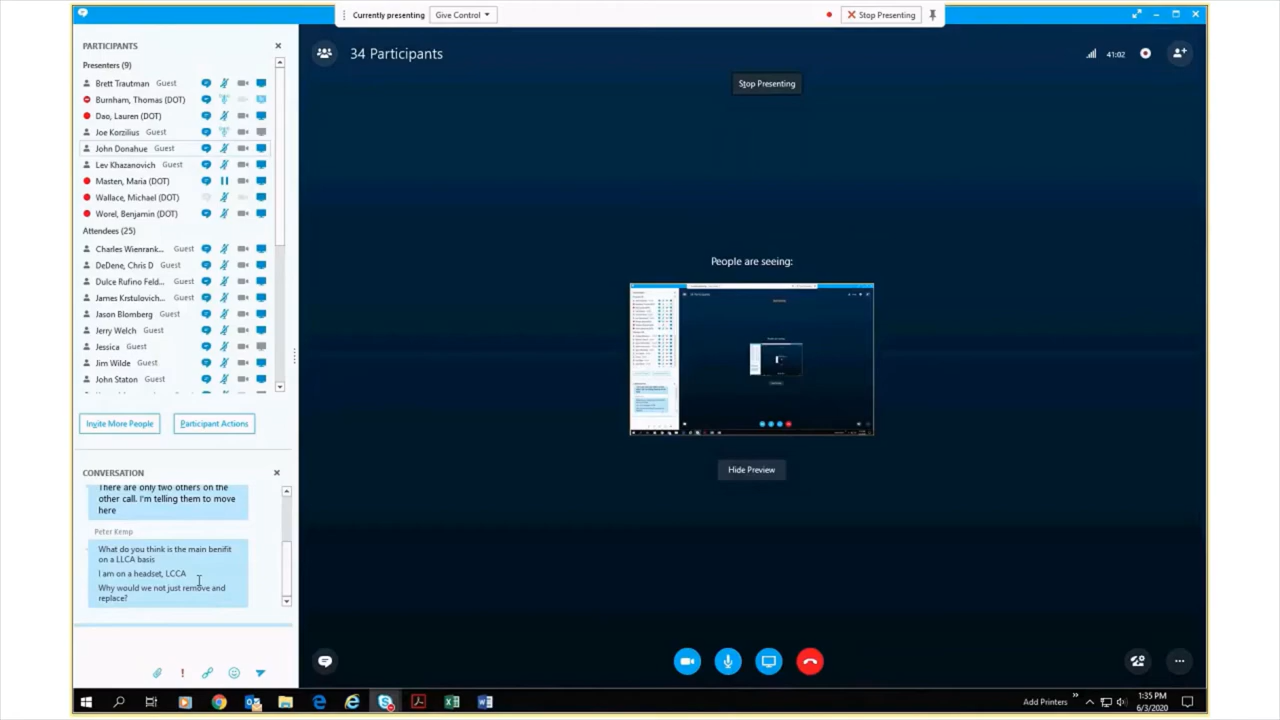 Currently presenting Give Control Stop Presenting
PARTICIPANTS
Presenters (9)
Brett Trautman Guest
Burnham, Thomas (DOT)
Dao, Lauren (DOT)
Joe Korzilius Guest
John Donahue Guest
Lev Khazanovich Guest
Masten, Maria (DOT)
Wallace, Michael (DOT)
Worel, Benjamin (DOT)
Attendees (25)
Charles Wienrank... Guest
DeDene, Chris D Guest
Dulce Rufino Feld... Guest
James Krstulovich... Guest
Jason Blomberg Guest
Jerry Welch Guest
Jessica Guest
Jim Wilde Guest
John Staton Guest
Invite More People Participant Actions
CONVERSATION
There are only two others on the
other call. I'm telling them to move
here
Peter Kemp
What do you think is the main benifit
on a LLCA basis
I am on a headset, LCCA
Why would we not just remove and
replace?
34 Participants
41:02
Stop Presenting
People are seeing:
Hide Preview
Add Printers
1:35 PM
6/3/2020